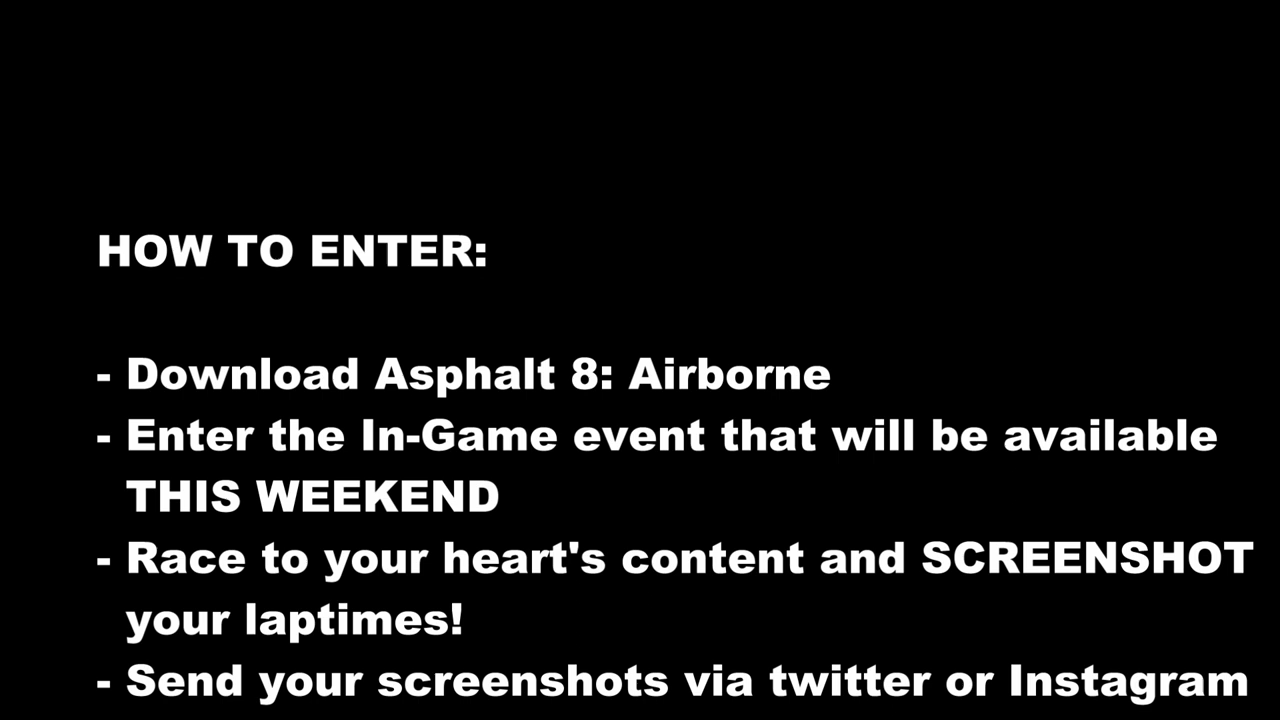 HOW TO ENTER:
- Download Asphalt 8: Airborne
- Enter the In-Game event that will be available
THIS WEEKEND
- Race to your heart's content and SCREENSHOT
your laptimes!
- Send your screenshots via twitter or Instagram